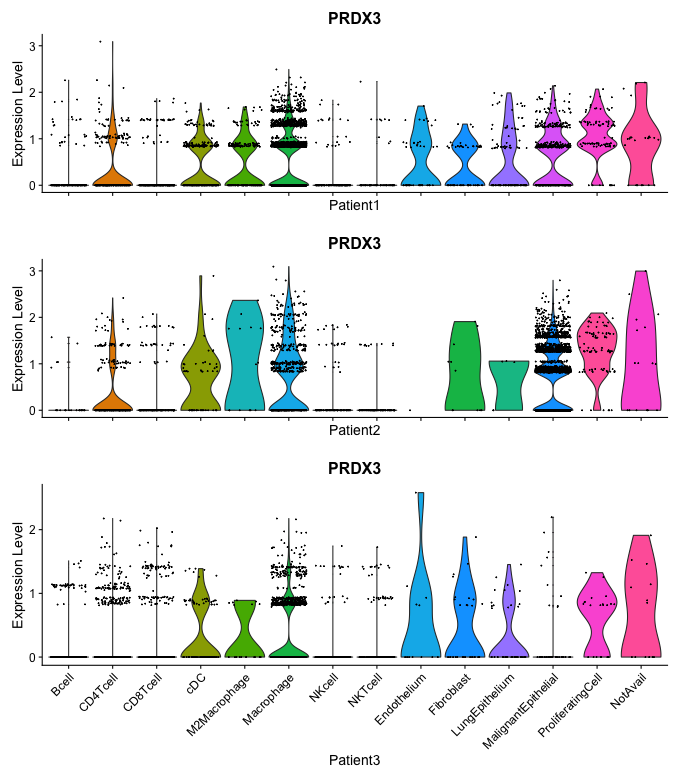 PRDX3
Expression Level
3
2
1
0
Patient1
PRDX3
Expression Level
3
2
1
0
Patient2
PRDX3
Expression Level
2
1
0
Bcell
CD4Tcell
CD8Tcell
cDC
M2Macrophage
Macrophage
NKcell
NKTcell
Endothelium
Fibroblast
LungEpithelium
MalignantEpithelial
ProliferatingCell
NotAvail
Patient3